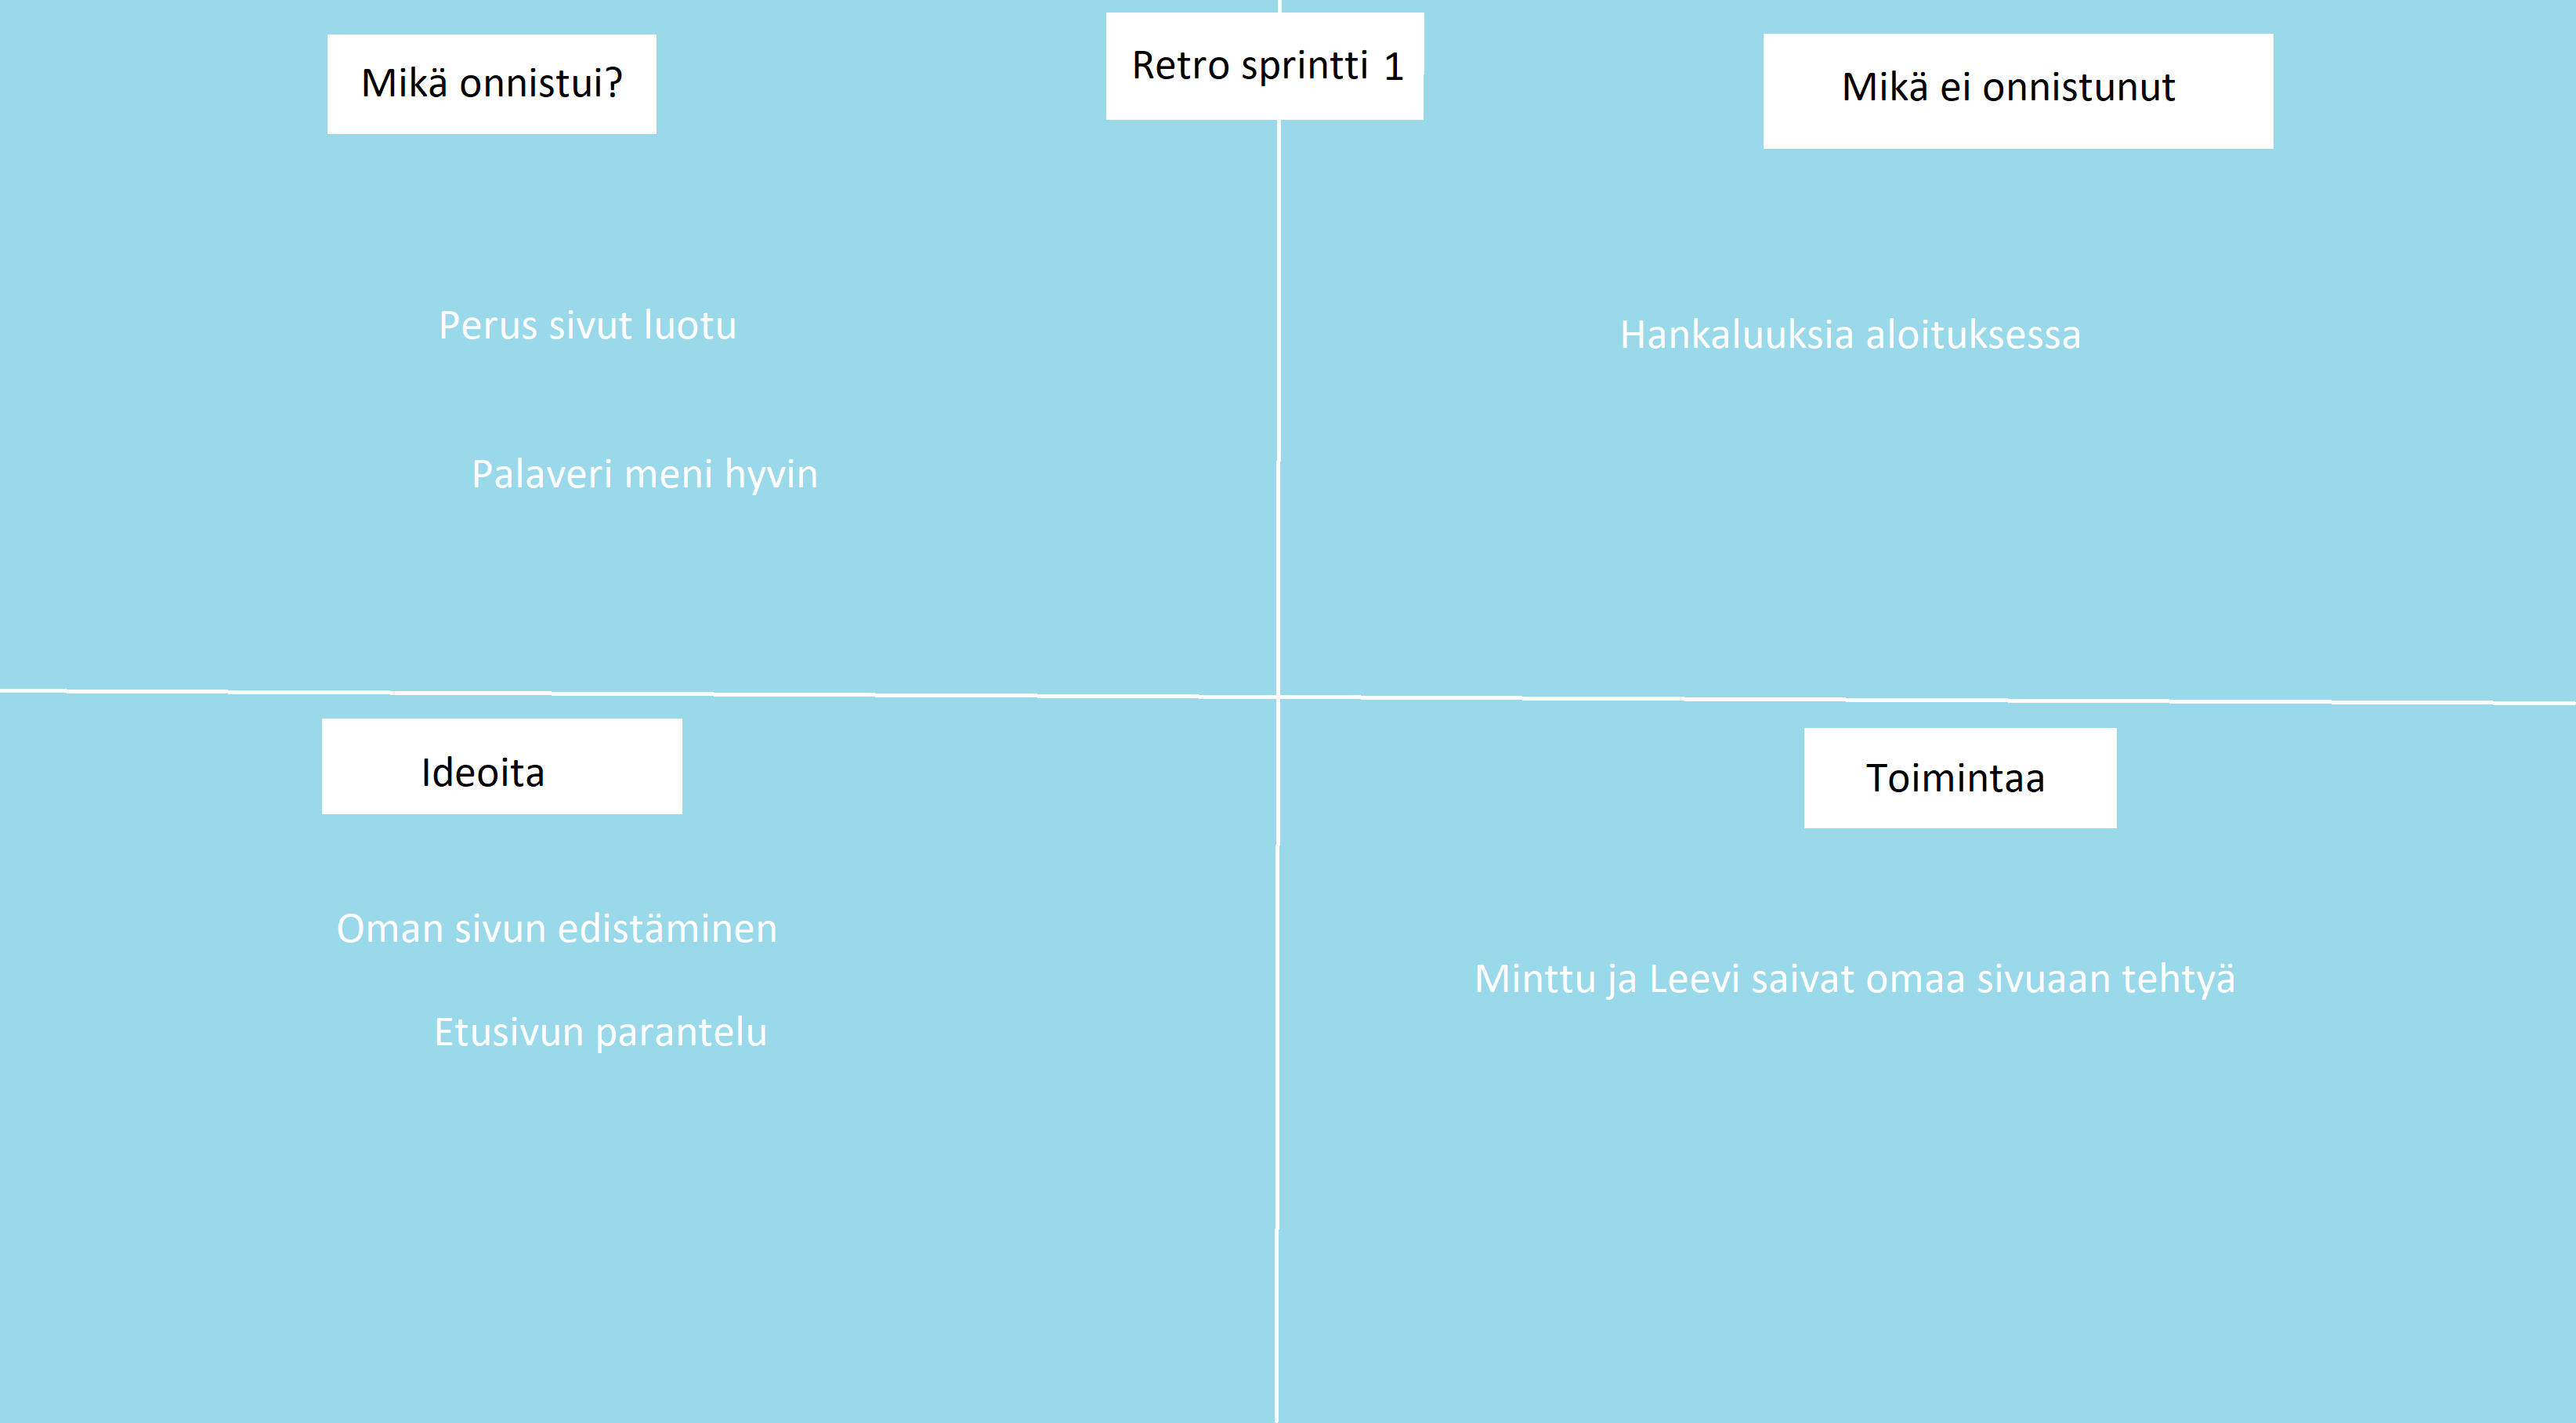 Retro sprintti 1
Mikä onnistui?
Perus sivut luotu
Palaveri meni hyvin
Mikä ei onnistunut
Hankaluuksia aloituksessa
Ideoita
Oman sivun edistäminen
Etusivun parantelu
Toimintaa
Minttu ja Leevi saivat omaa sivuaan tehtyä